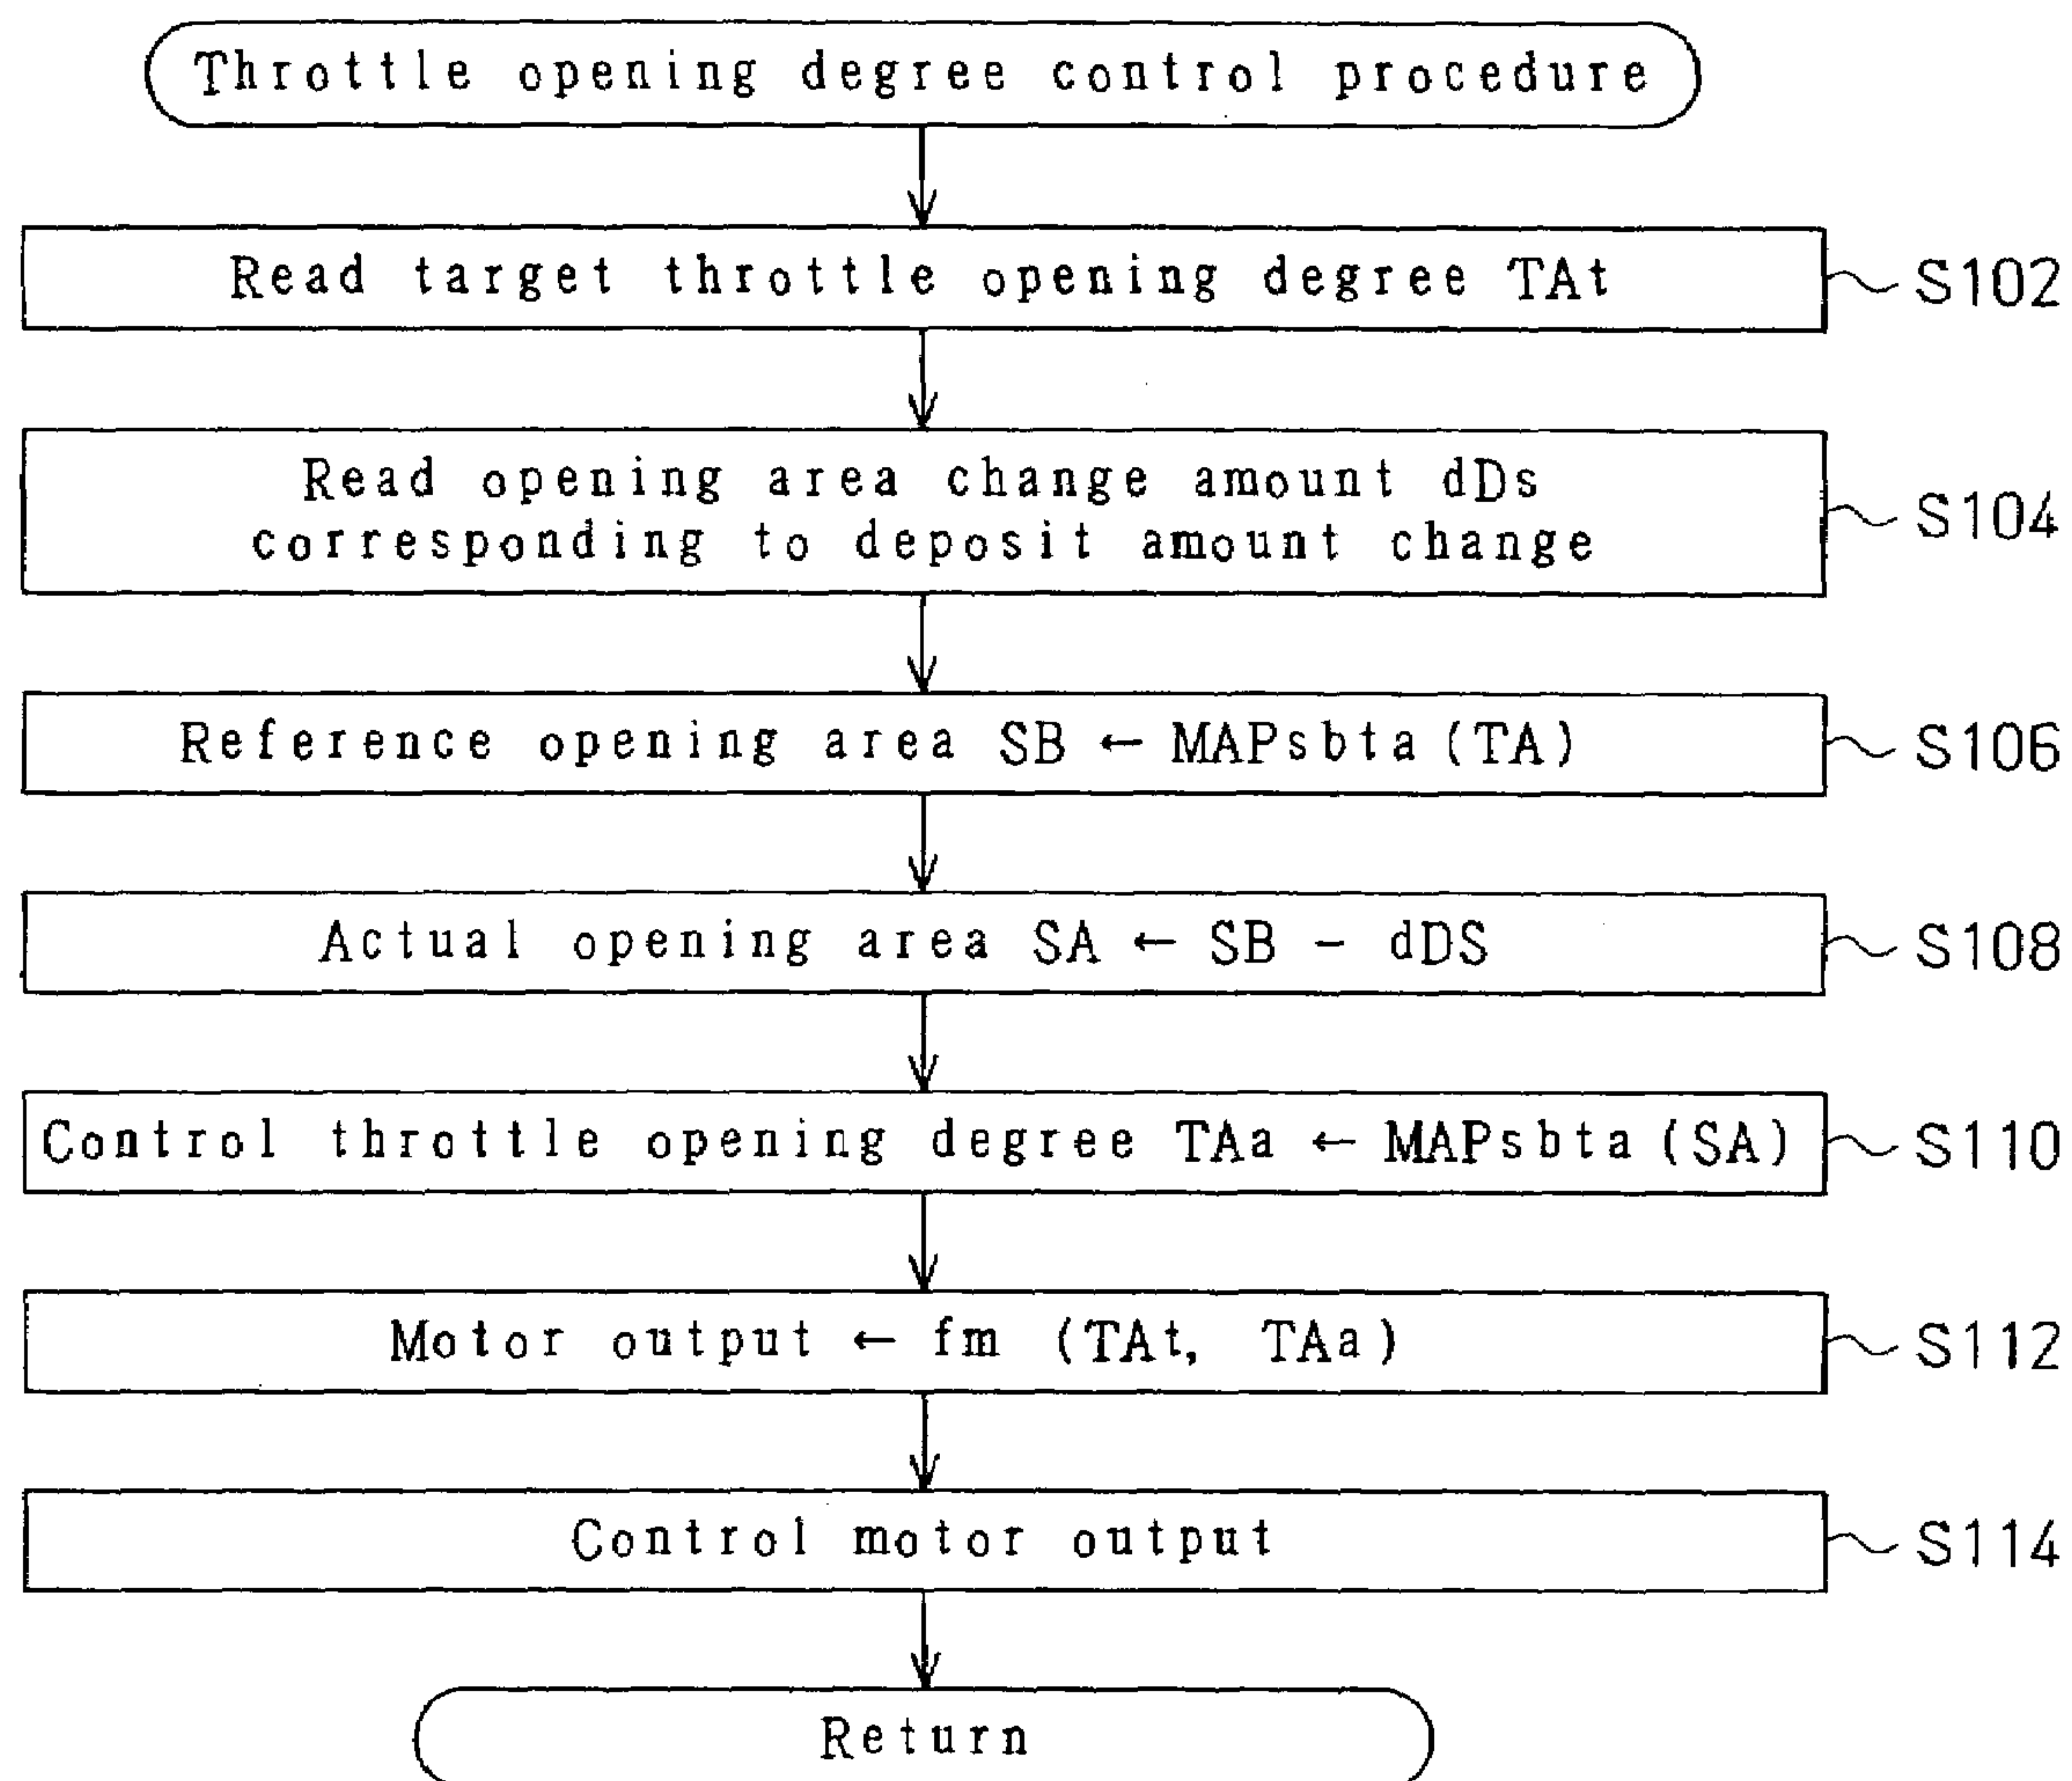 Throttle opening degree control procedure
Read target throttle opening degree TAt
S102
Read opening area change amount dDs
corresponding to deposit amount change
S104
Reference opening area SB ← MAPsbta (TA)
S106
Actual opening area SA ← SB - dDS
S108
Control throttle opening degree TAa ← MAPsbta (SA)
S110
Motor output ← fm (TAt, TAa)
S112
Control motor output
S114
Return